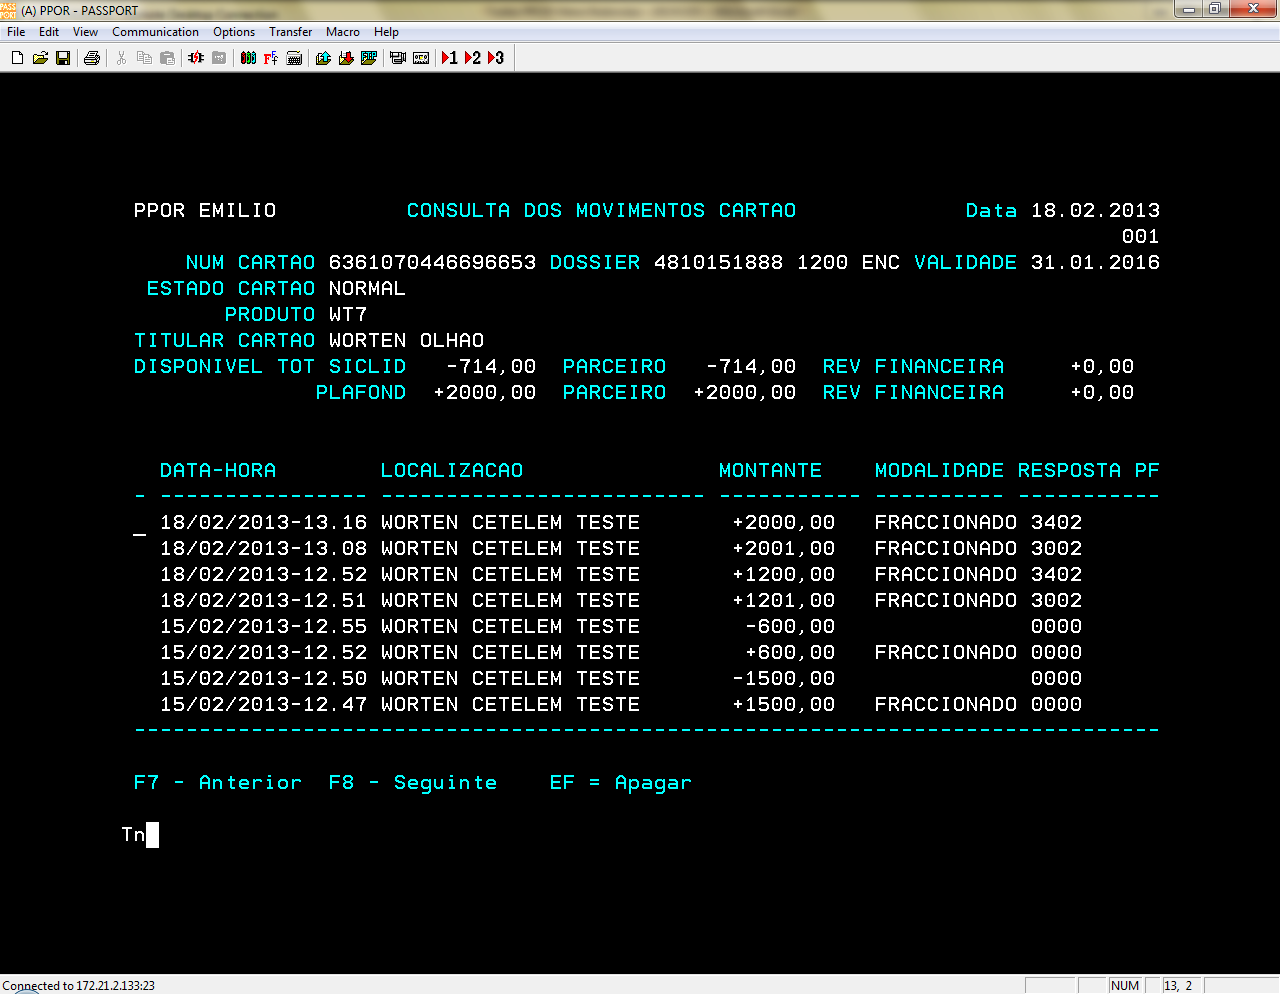 (A) PPOR - PASSPORT
File Edit View Communication Options Transfer Macro Help
1 2 3
PPOR EMILIO CONSULTA DOS MOVIMENTOS CARTAO Data 18.02.2013
001
NUM CARTAO 6361070446696653 DOSSIER 4810151888 1200 ENC VALIDADE 31.01.2016
ESTADO CARTAO NORMAL
PRODUTO WT7
TITULAR CARTAO WORTEN OLHAO
DISPONIVEL TOT SICLID -714,00 PARCEIRO -714,00 REV FINANCEIRA +0,00
PLAFOND +2000,00 PARCEIRO +2000,00 REV FINANCEIRA +0,00
DATA-HORA LOCALIZACAO MONTANTE MODALIDADE RESPOSTA PF
- ---------------- ------------------------- ----------- ---------- -----------
_ 18/02/2013-13.16 WORTEN CETELEM TESTE +2000,00 FRACCIONADO 3402
18/02/2013-13.08 WORTEN CETELEM TESTE +2001,00 FRACCIONADO 3002
18/02/2013-12.52 WORTEN CETELEM TESTE +1200,00 FRACCIONADO 3402
18/02/2013-12.51 WORTEN CETELEM TESTE +1201,00 FRACCIONADO 3002
15/02/2013-12.55 WORTEN CETELEM TESTE -600,00 0000
15/02/2013-12.52 WORTEN CETELEM TESTE +600,00 FRACCIONADO 0000
15/02/2013-12.50 WORTEN CETELEM TESTE -1500,00 0000
15/02/2013-12.47 WORTEN CETELEM TESTE +1500,00 FRACCIONADO 0000
-------------------------------------------------------------------------------
F7 - Anterior F8 - Seguinte EF = Apagar
Tn
Connected to 172.21.2.133:23 NUM 13, 2